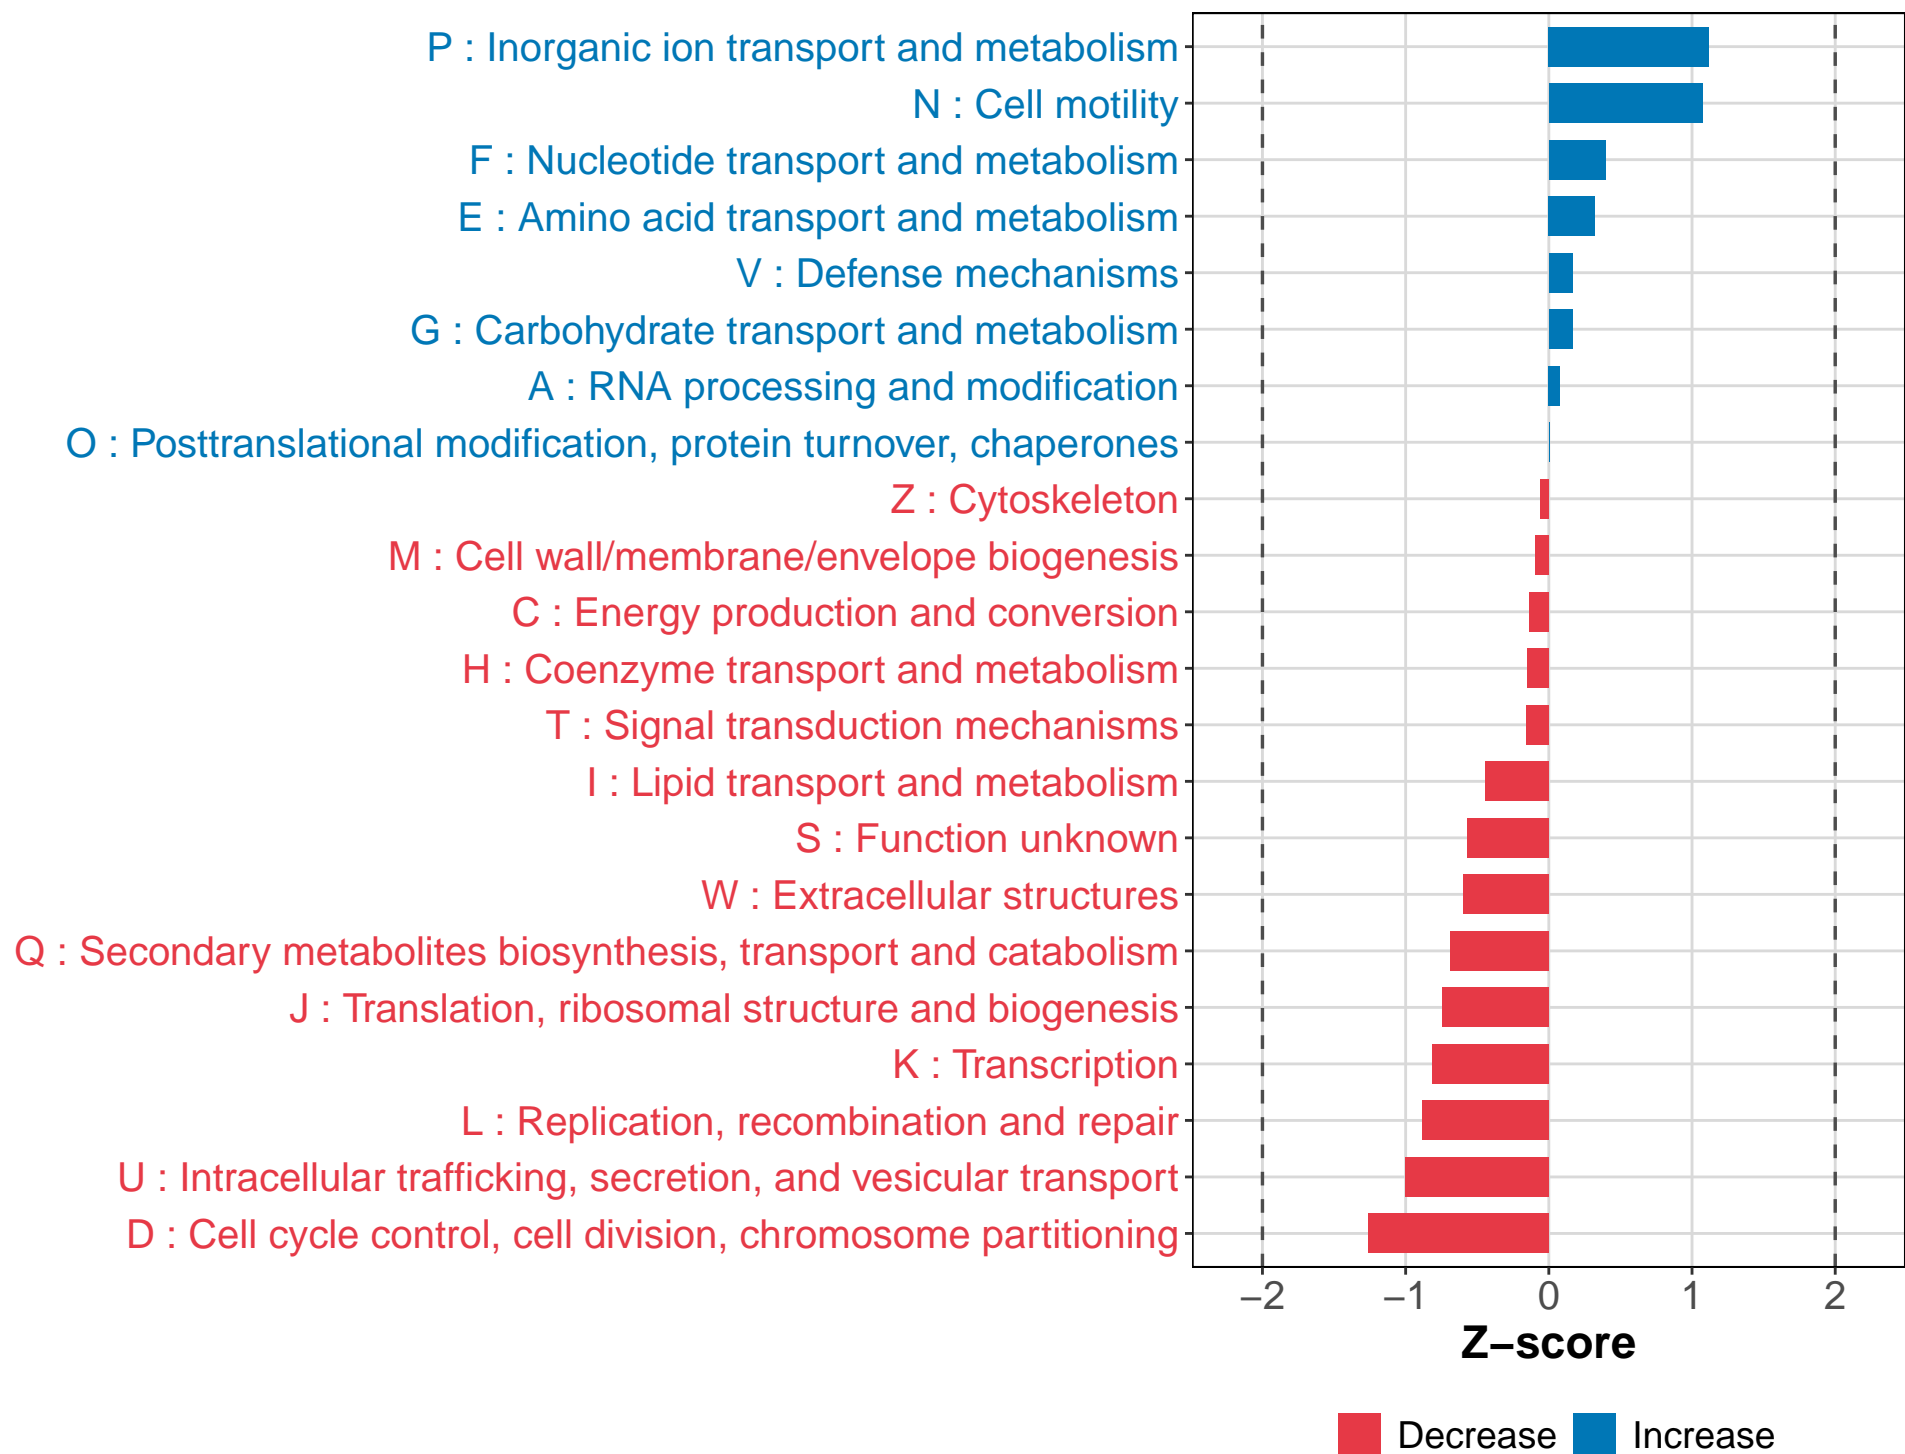 P : Inorganic ion transport and metabolism
N : Cell motility
F : Nucleotide transport and metabolism
E : Amino acid transport and metabolism
V : Defense mechanisms
G : Carbohydrate transport and metabolism
A : RNA processing and modification
O : Posttranslational modification, protein turnover, chaperones
Z : Cytoskeleton
M : Cell wall/membrane/envelope biogenesis
C : Energy production and conversion
H : Coenzyme transport and metabolism
T : Signal transduction mechanisms
I : Lipid transport and metabolism
S : Function unknown
W : Extracellular structures
Q : Secondary metabolites biosynthesis, transport and catabolism
J : Translation, ribosomal structure and biogenesis
K : Transcription
L : Replication, recombination and repair
U : Intracellular trafficking, secretion, and vesicular transport
D : Cell cycle control, cell division, chromosome partitioning
−2 −1 0 1 2
Z−score
Decrease Increase